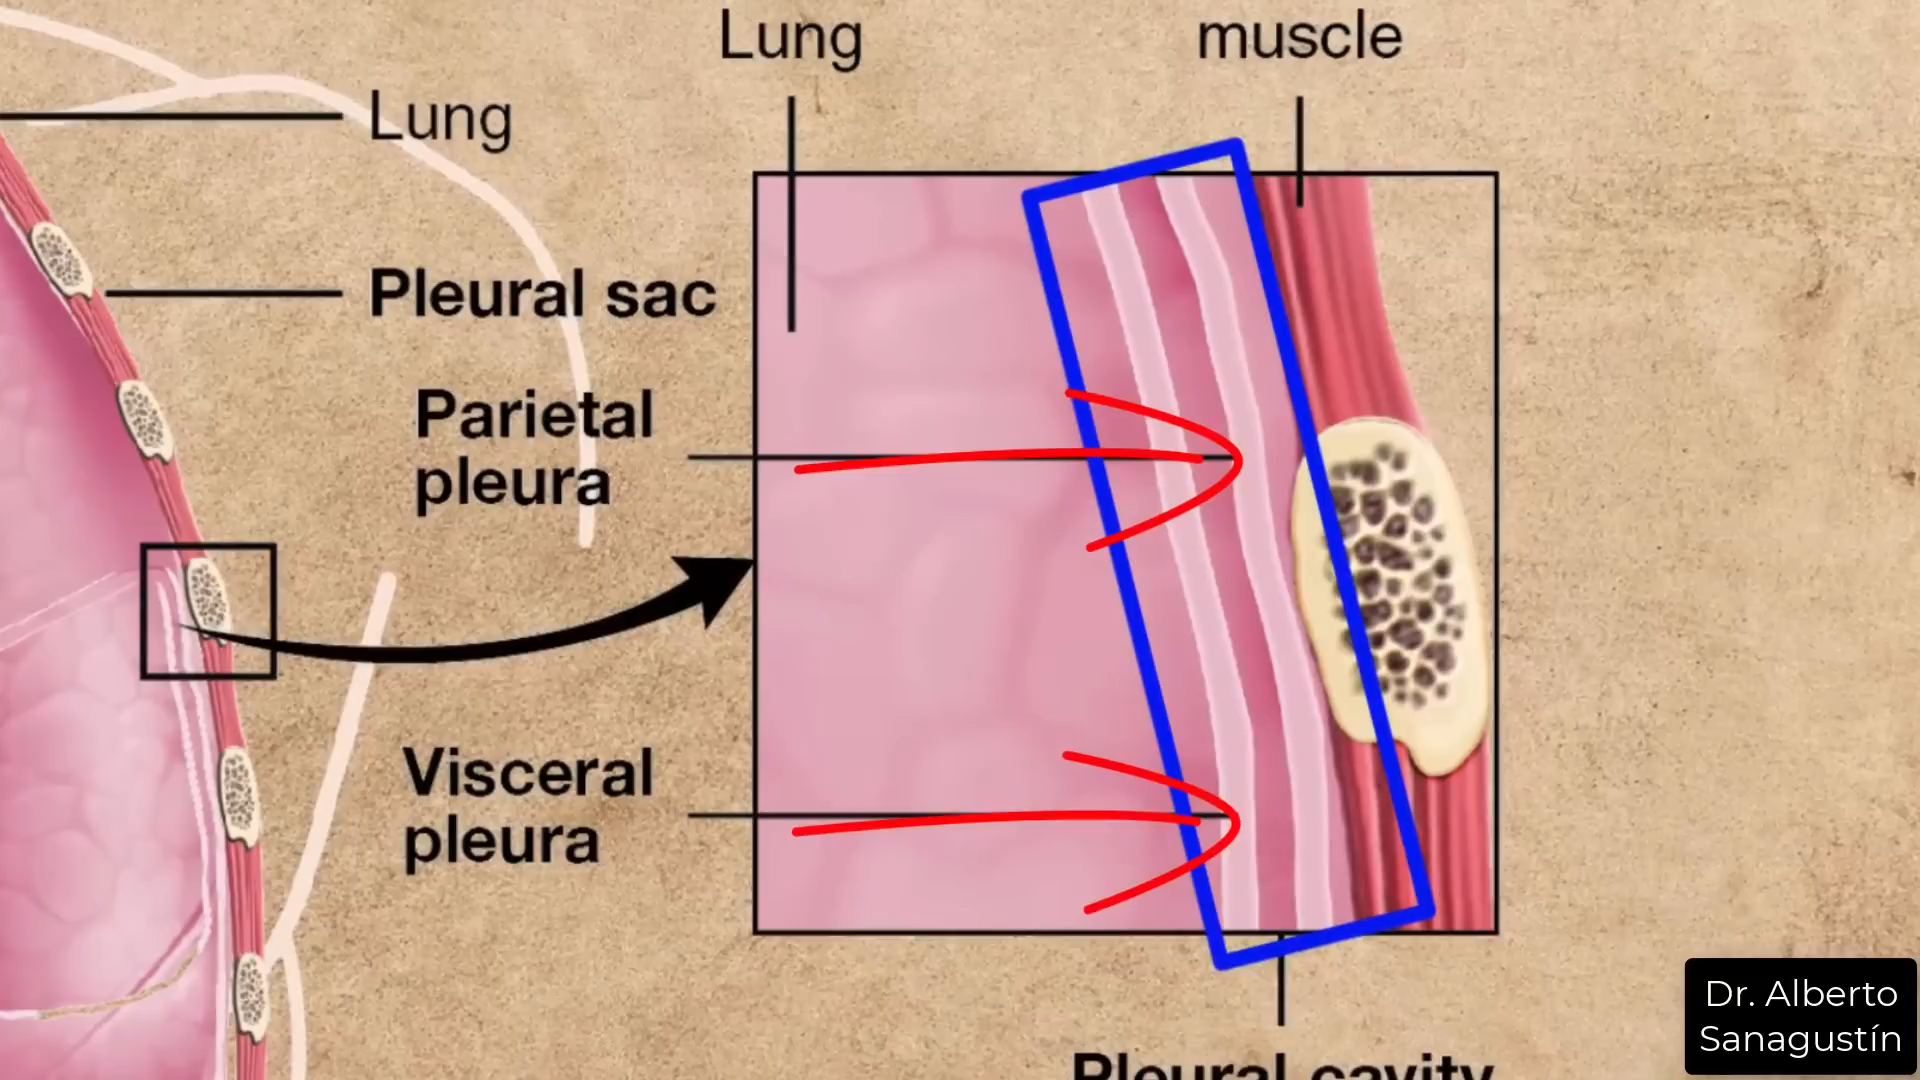 Lung
muscle
Lung
Pleural sac
Parietal
pleura
Visceral
pleura
Pleural cavity
Dr. Alberto
Sanagustín